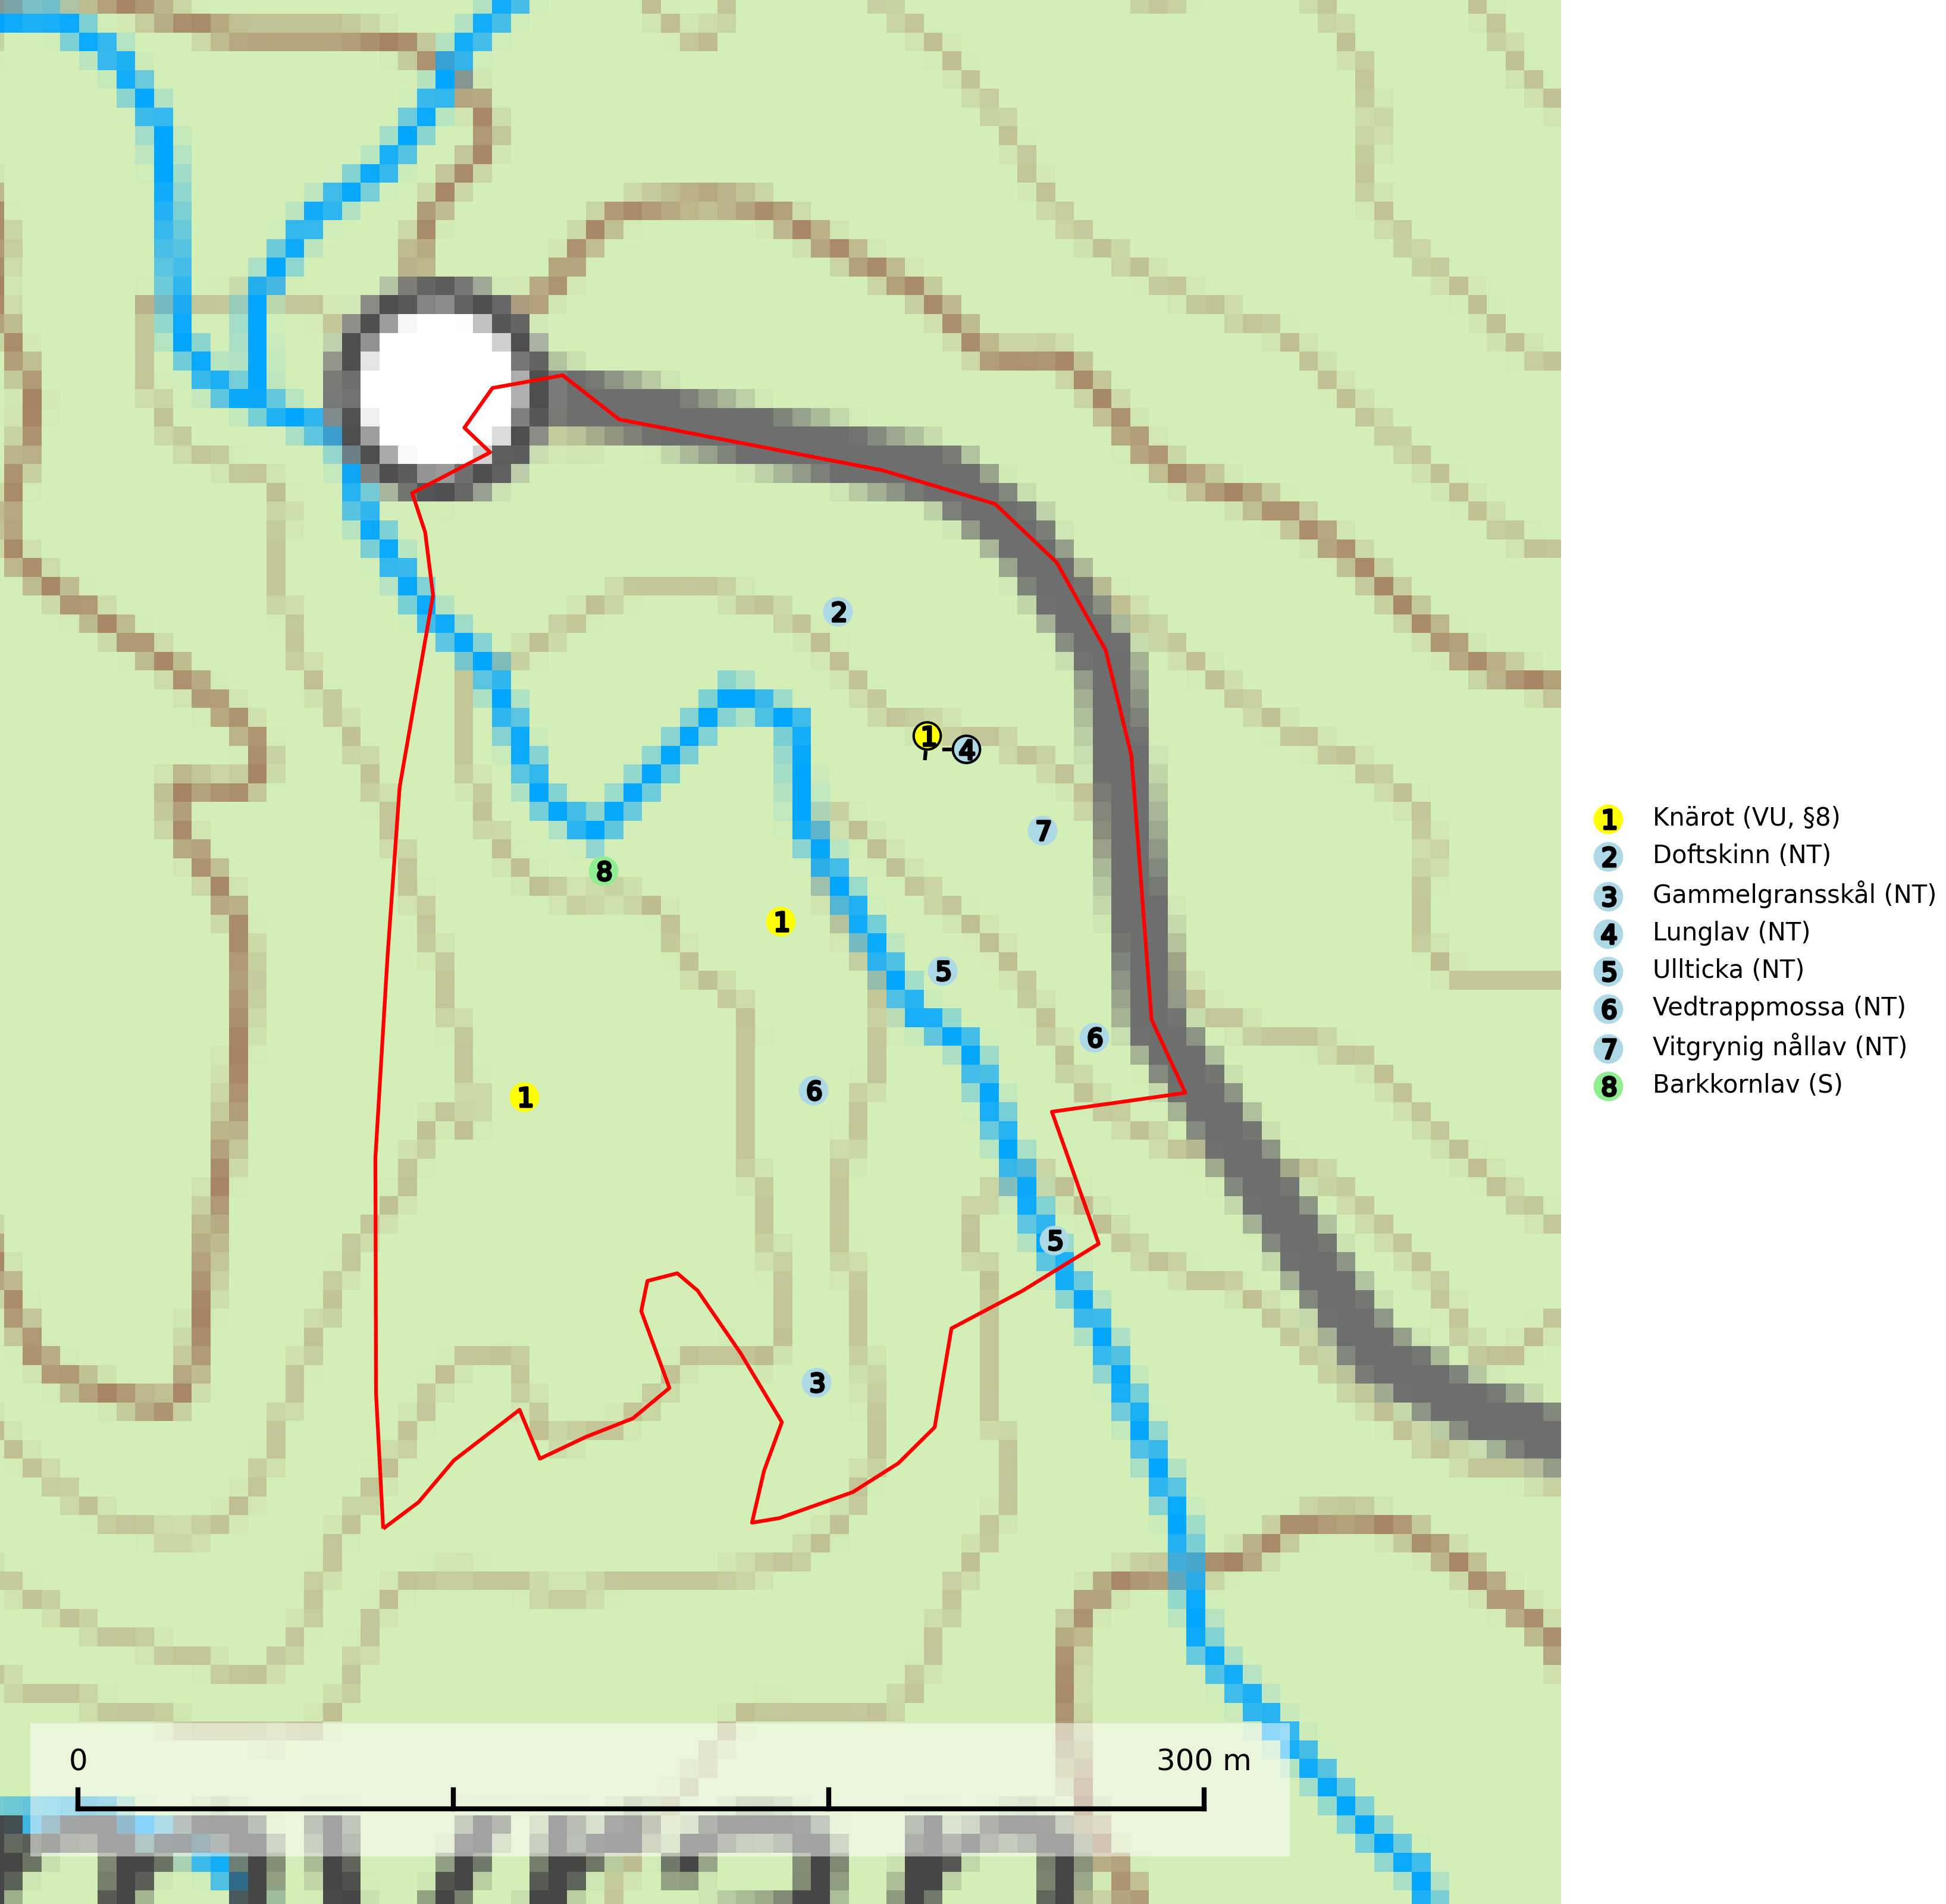 2
1
4
7
8
1
5
6
6
1
5
3
1 Knärot (VU, §8)
2 Doftskinn (NT)
3 Gammelgransskål (NT)
4 Lunglav (NT)
5 Ullticka (NT)
6 Vedtrappmossa (NT)
7 Vitgrynig nållav (NT)
8 Barkkornlav (S)
0 300 m